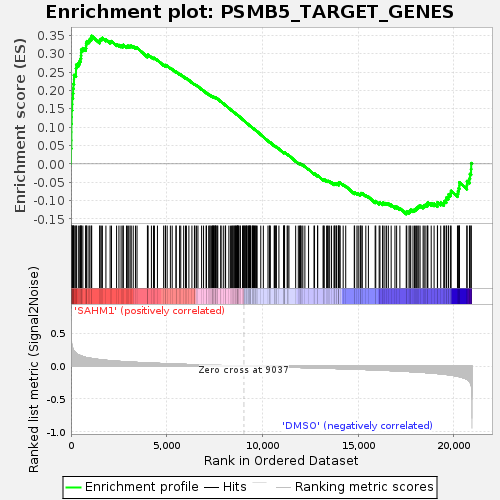 Enrichment plot: PSMB5_TARGET_GENES
Enrichment score (ES)
0.35
0.30
0.25
0.20
0.15
0.10
0.05
0.00
-0.05
-0.10
-0.15
'SAHM1' (positively correlated)
Ranked list metric (Signal2Noise)
0.5
0.0
-0.5
-1.0
Zero cross at 9037
'DMSO' (negatively correlated)
0
5,000
10,000
15,000
20,000
Rank in Ordered Dataset
Enrichment profile
Hits
Ranking metric scores